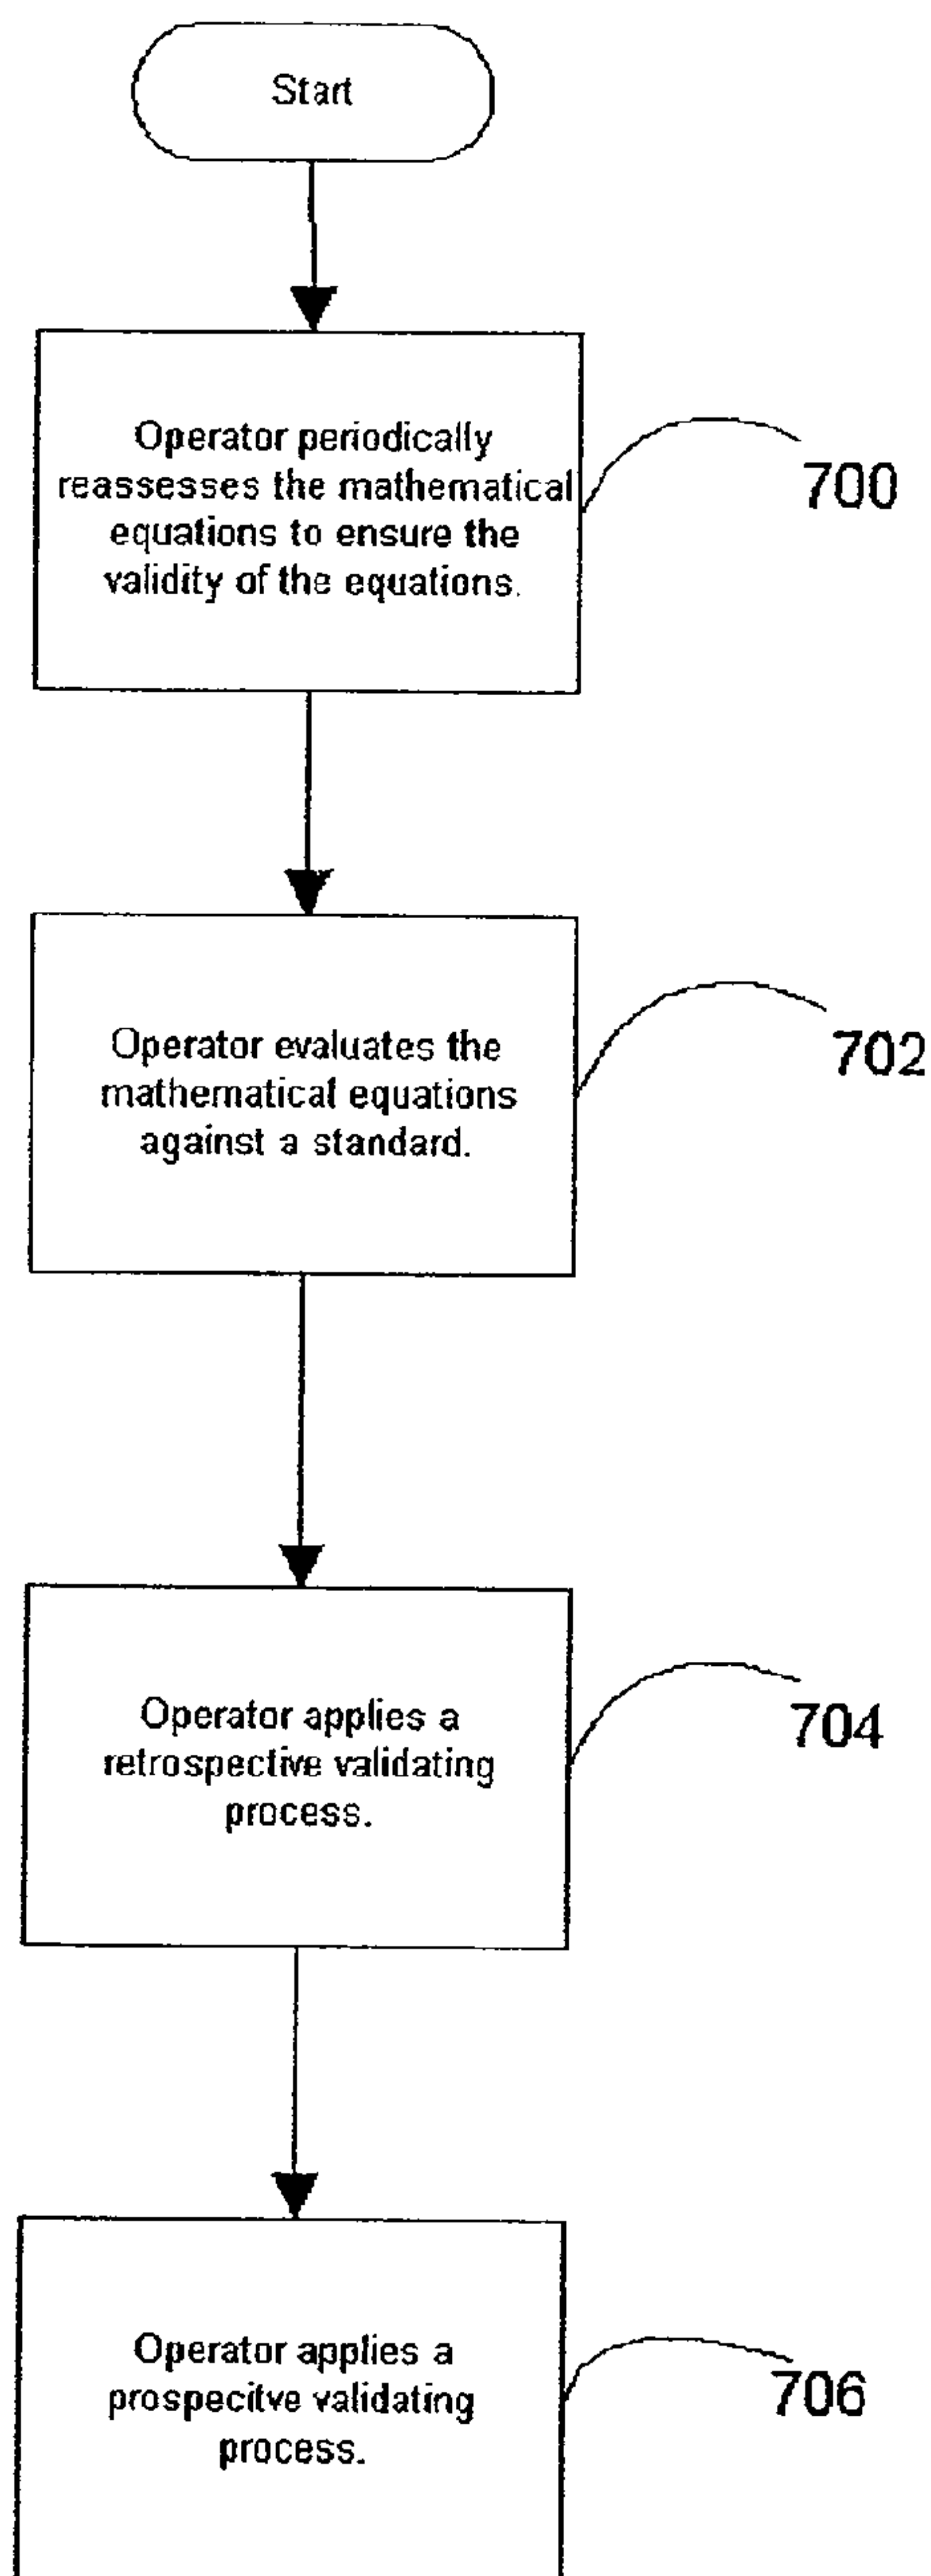 Start
Operator periodically
reassesses the mathematical
equations to ensure the
validity of the equations.
700
Operator evaluates the
mathematical equations
against a standard.
702
Operator applies a
retrospective validating
process.
704
Operator applies a
prospecitve validating
process.
706